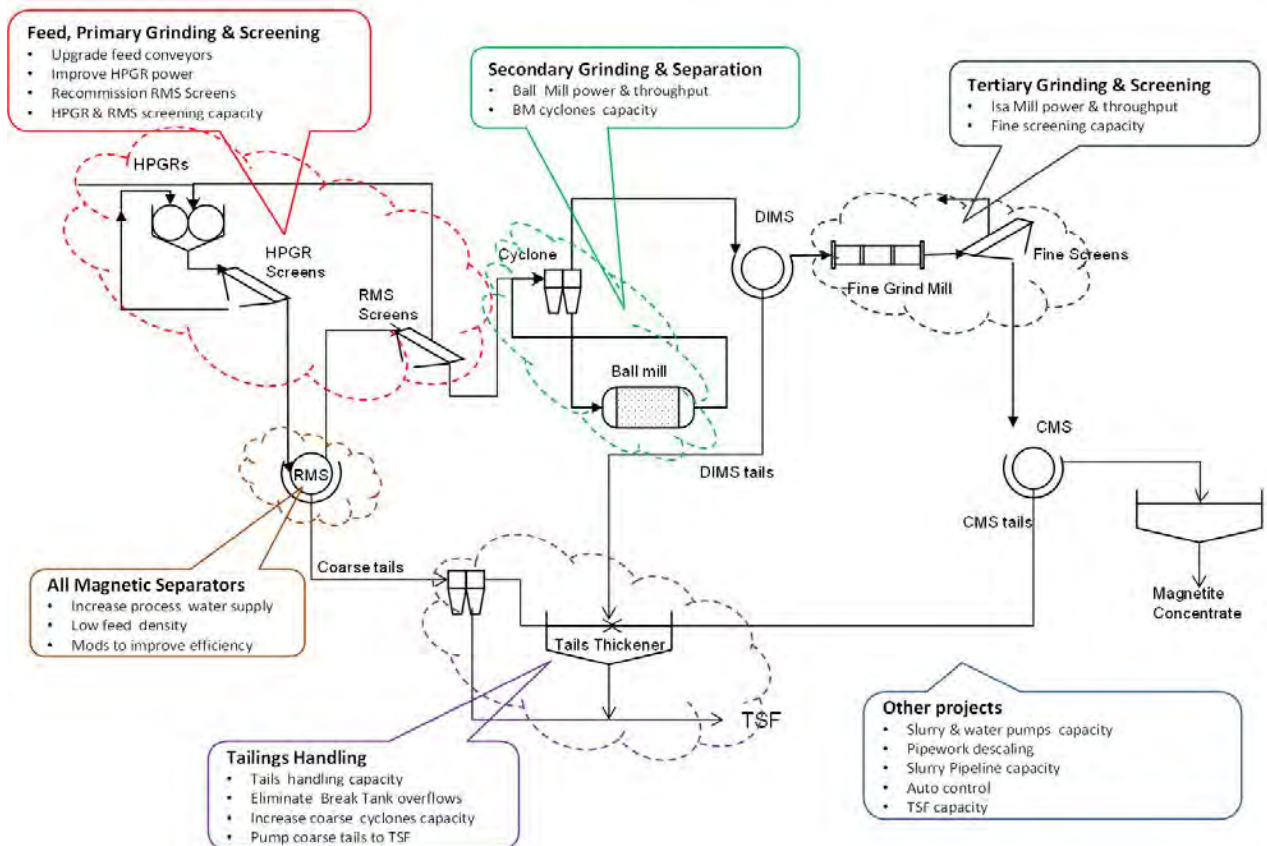 Feed, Primary Grinding & Screening
• Upgrade feed conveyors
• Improve HPGR power
• Recommission RMS Screens
• HPGR & RMS screening capacity
Secondary Grinding & Separation
• Ball Mill power & throughput
• BM cyclones capacity
Tertiary Grinding & Screening
• Isa Mill power & throughput
• Fine screening capacity
HPGRs
HPGR
Screens
RMS
Screens
Cyclone
Ball mill
DIMS
Fine Grind Mill
Fine Screens
RMS
DIMS tails
CMS
CMS tails
Coarse tails
Magnetite
Concentrate
All Magnetic Separators
• Increase process water supply
• Low feed density
• Mods to improve efficiency
Tails Thickener
TSF
Tailings Handling
• Tails handling capacity
• Eliminate Break Tank overflows
• Increase coarse cyclones capacity
• Pump coarse tails to TSF
Other projects
• Slurry & water pumps capacity
• Pipework descaling
• Slurry Pipeline capacity
• Auto control
• TSF capacity